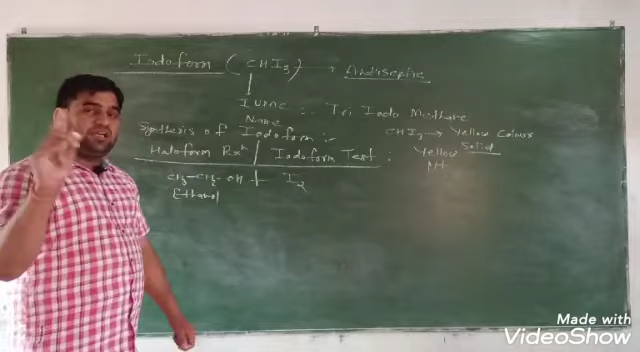 Iodoform (CHI3) → Antiseptic
IUPAC Name :- Tri Iodo Methane
CHI3 → Yellow Colour Solid
Synthesis of Iodoform :-
Haloform Rxn / Iodoform Test :
Yellow ppt
CH3-CH2-OH + I2
Ethanol
Made with
VideoShow